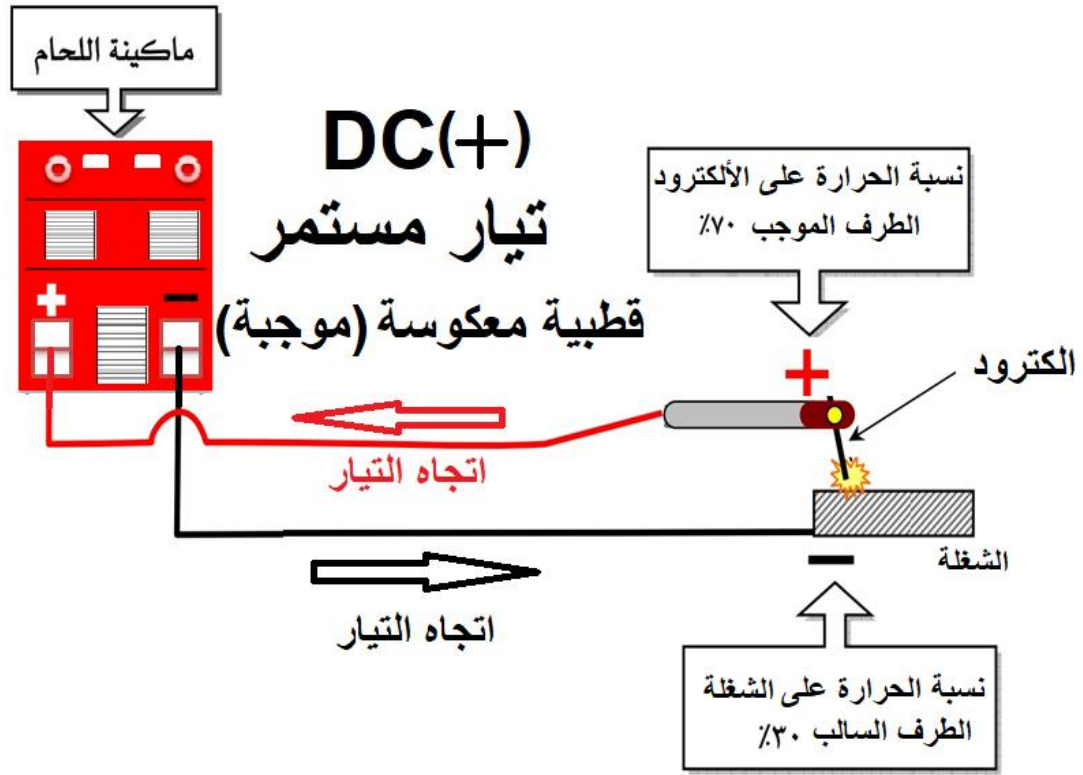 ماكينة اللحام
DC(+)
تيار مستمر
قطبية معكوسة (موجبة)
نسبة الحرارة على الألكترود
الطرف الموجب ٧٠٪
+
−
+
الكترود
اتجاه التيار
الشغلة
−
اتجاه التيار
نسبة الحرارة على الشغلة
الطرف السالب ٣٠٪